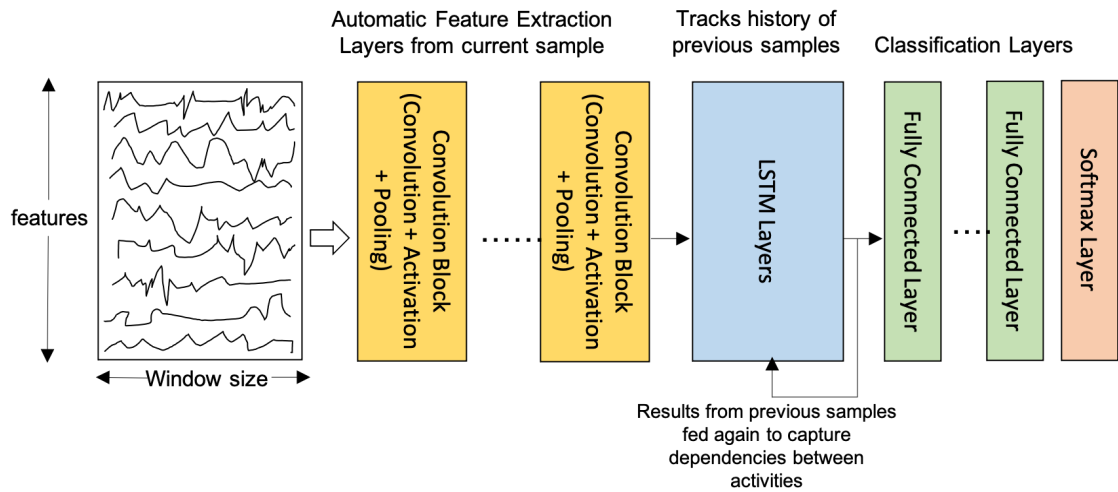 Automatic Feature Extraction
Layers from current sample
Tracks history of
previous samples
Classification Layers
features
Window size
Convolution Block
(Convolution + Activation
+ Pooling)
......
Convolution Block
(Convolution + Activation
+ Pooling)
LSTM Layers
Fully Connected Layer
....
Fully Connected Layer
Softmax Layer
Results from previous samples
fed again to capture
dependencies between
activities